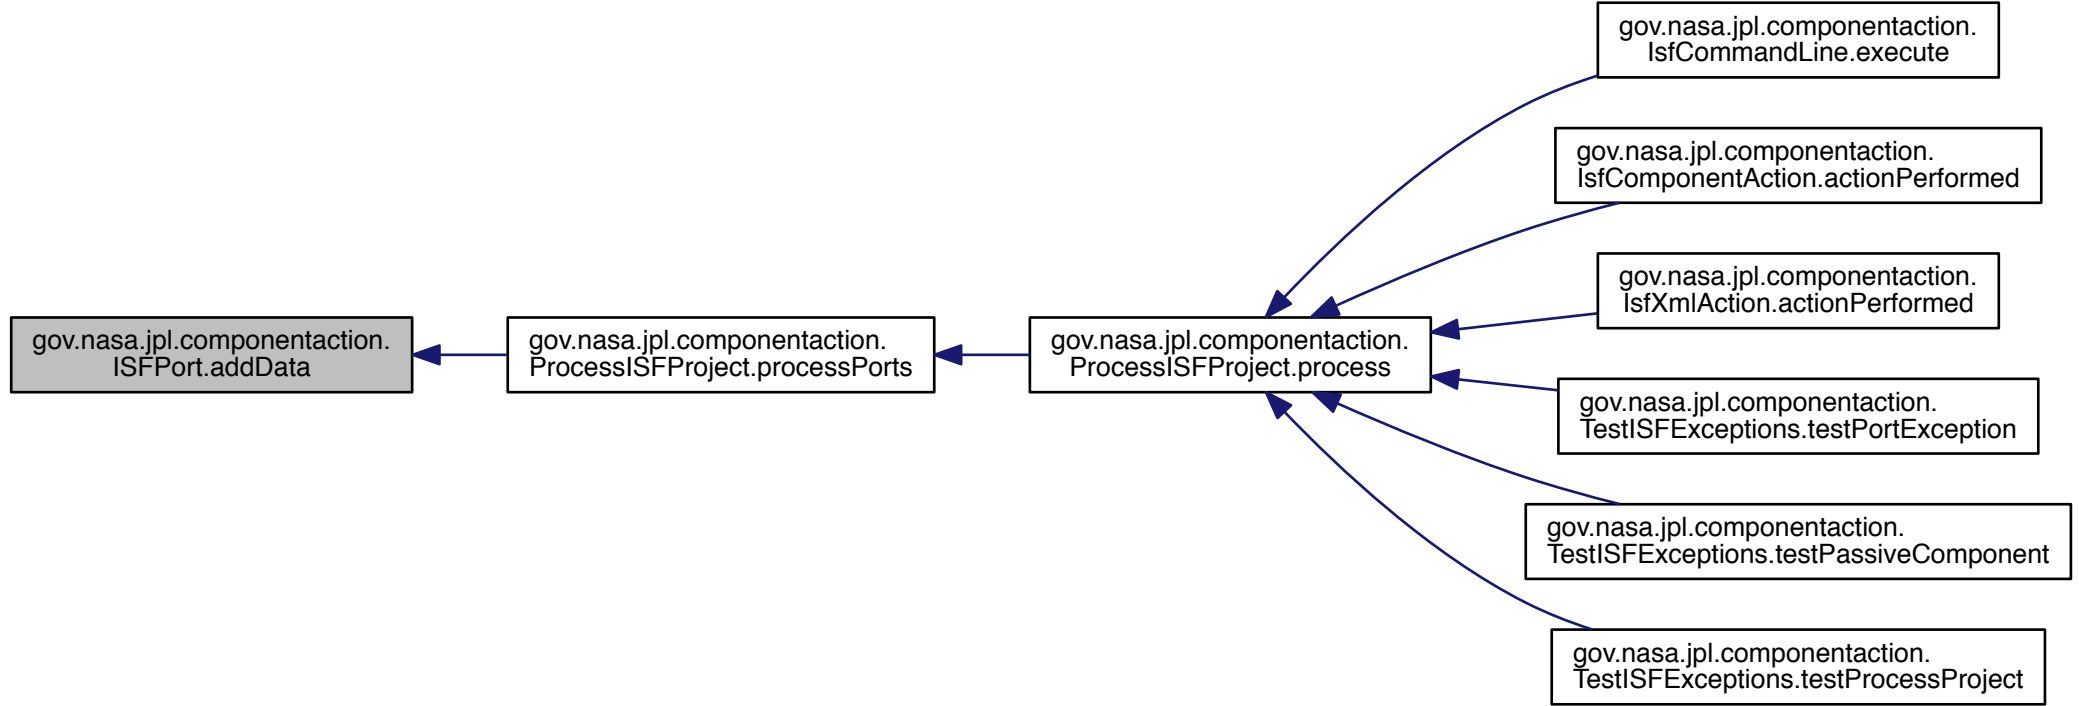 gov.nasa.jpl.componentaction.
IsfCommandLine.execute
gov.nasa.jpl.componentaction.
IsfComponentAction.actionPerformed
gov.nasa.jpl.componentaction.
IsfXmlAction.actionPerformed
gov.nasa.jpl.componentaction.
ISFPort.addData
gov.nasa.jpl.componentaction.
ProcessISFProject.processPorts
gov.nasa.jpl.componentaction.
ProcessISFProject.process
gov.nasa.jpl.componentaction.
TestISFExceptions.testPortException
gov.nasa.jpl.componentaction.
TestISFExceptions.testPassiveComponent
gov.nasa.jpl.componentaction.
TestISFExceptions.testProcessProject